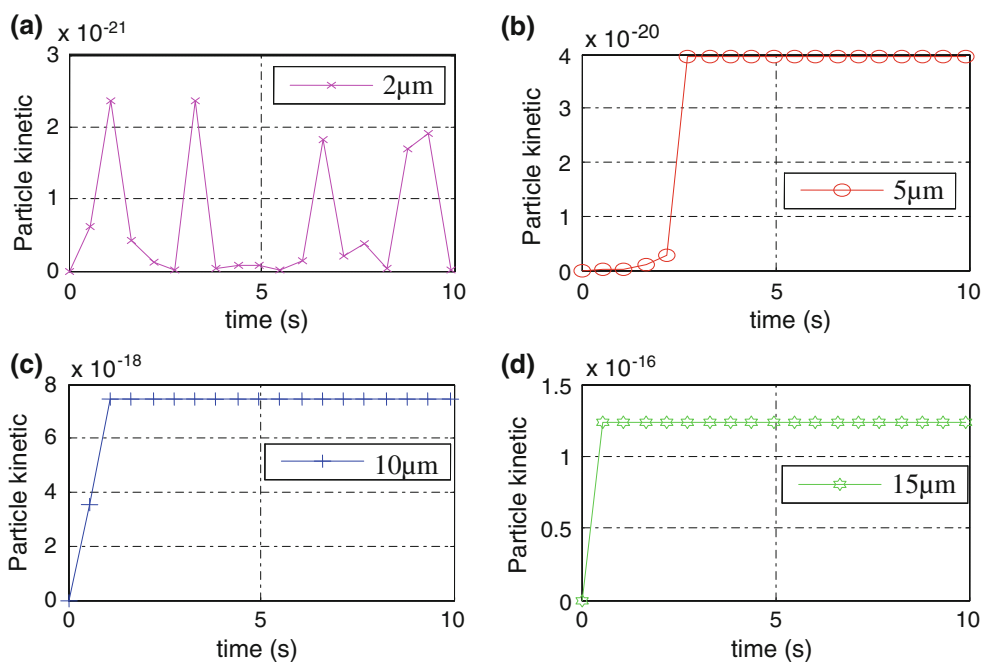 (a)
x 10⁻²¹
3
2
1
0
Particle kinetic
2µm
0 5 10
time (s)
(b)
x 10⁻²⁰
4
3
2
1
0
Particle kinetic
5µm
0 5 10
time (s)
(c)
x 10⁻¹⁸
8
6
4
2
0
Particle kinetic
10µm
0 5 10
time (s)
(d)
x 10⁻¹⁶
1.5
1
0.5
0
Particle kinetic
15µm
0 5 10
time (s)